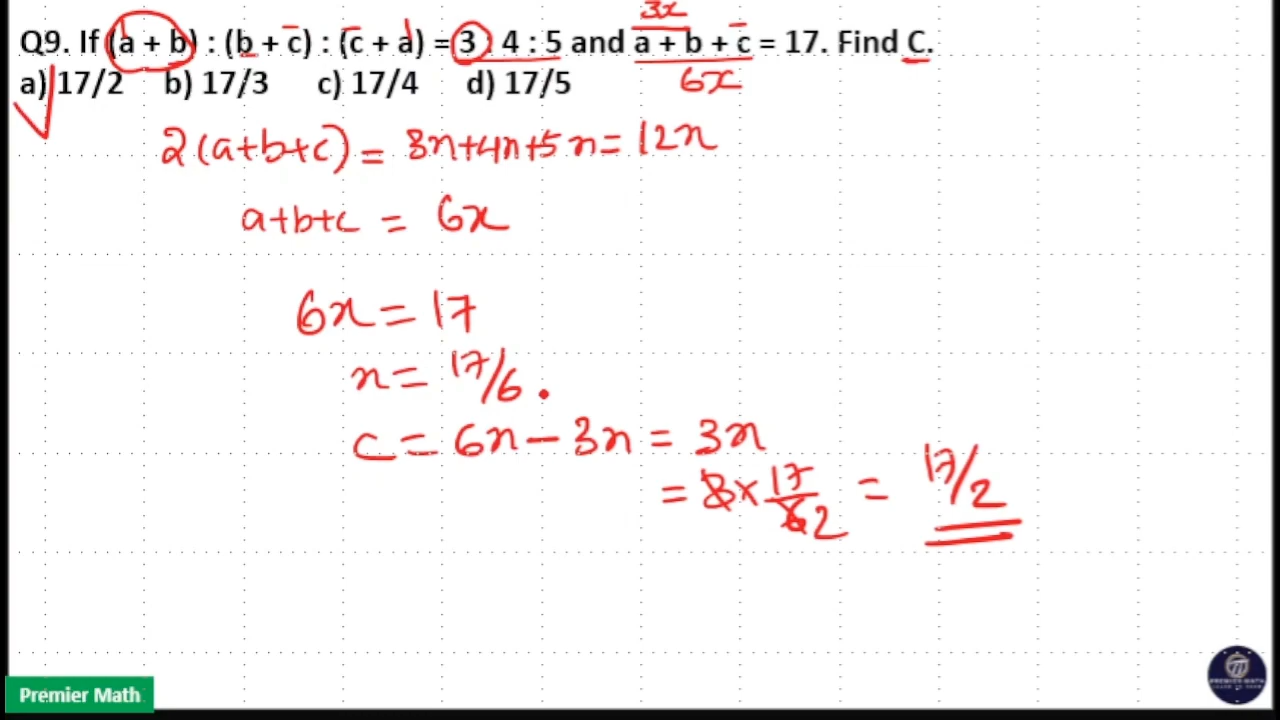 3x
Q9. If (a + b) : (b + c) : (c + a) = 3 : 4 : 5 and a + b + c = 17. Find C.
6x
a) 17/2 b) 17/3 c) 17/4 d) 17/5
2(a+b+c) = 3x+4x+5x = 12x
a+b+c = 6x
6x = 17
x = 17/6.
c = 6x - 3x = 3x
= 3 × 17/6 2 = 17/2
PREMIER MATH
Premier Math